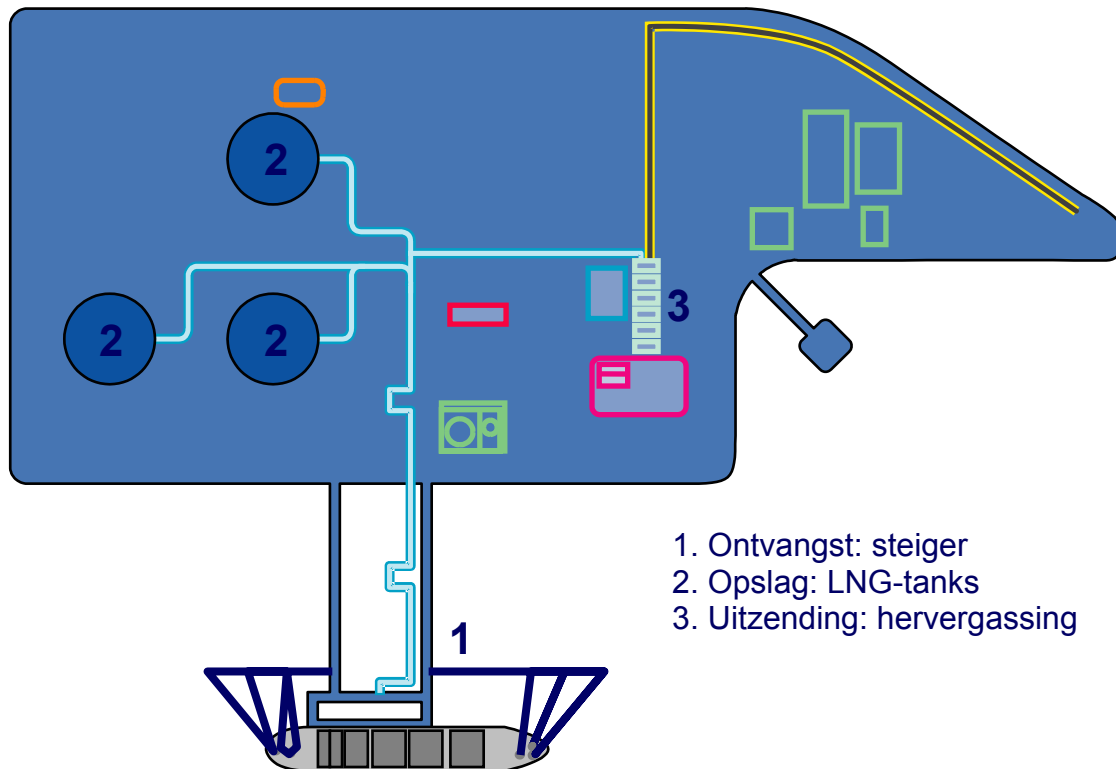 2
2
2
3
1
1. Ontvangst: steiger
2. Opslag: LNG-tanks
3. Uitzending: hervergassing